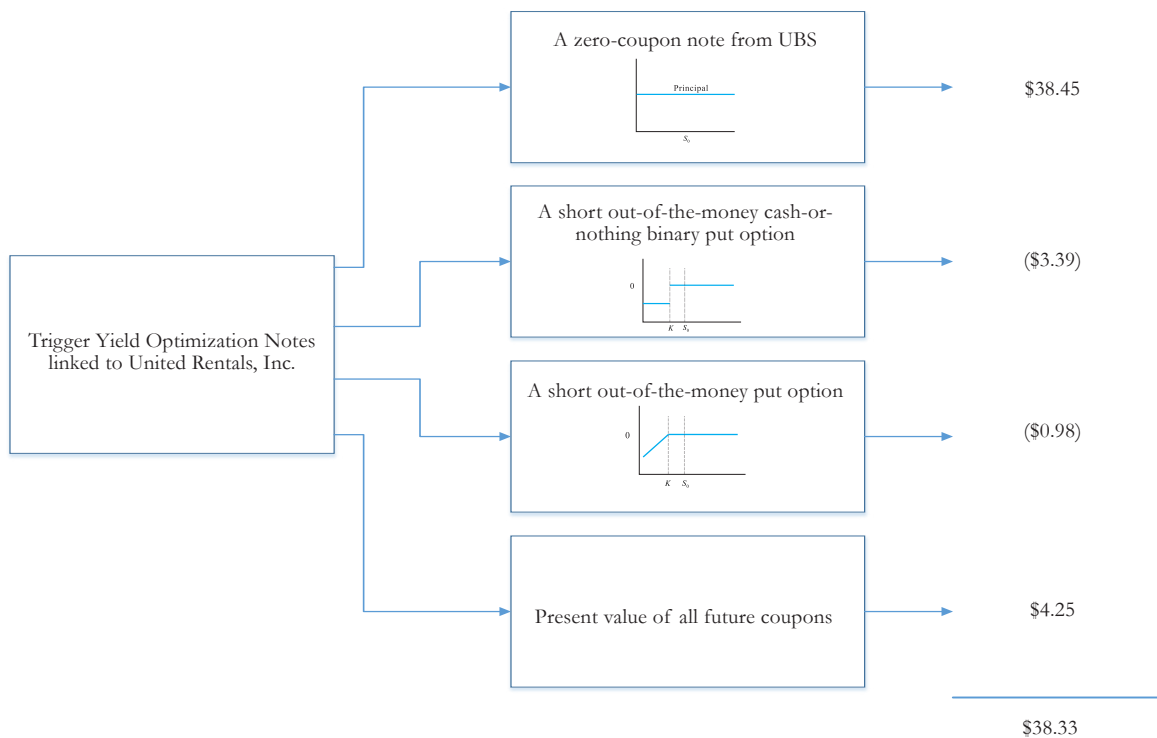 A zero-coupon note from UBS
Principal
S0
$38.45
A short out-of-the-money cash-or-
nothing binary put option
0
K S0
($3.39)
Trigger Yield Optimization Notes
linked to United Rentals, Inc.
A short out-of-the-money put option
0
K S0
($0.98)
Present value of all future coupons
$4.25
$38.33